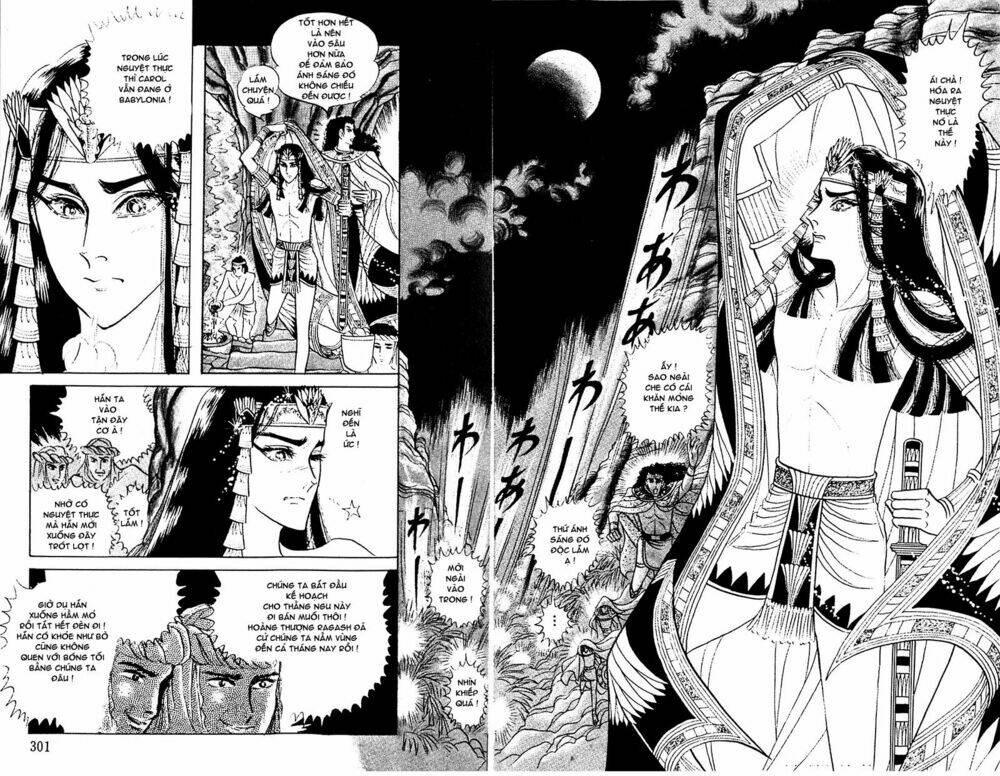 ÁI CHÀ !
HÓA RA
NGUYỆT
THỰC
NÓ LÀ
THẾ
NÀY !
わ
ああ
わー
わあー
わー
ẤY !
SAO NGÀI
CHE CÓ CÁI
KHĂN MỎNG
THẾ KIA ?
THỨ ÁNH
SÁNG ĐÓ
ĐỘC LẮM
Ạ !
...
MỜI
NGÀI
VÀO
TRONG !
NHÌN
KHIẾP
QUÁ !
TỐT HƠN HẾT
LÀ NÊN
VÀO SÂU
HƠN NỮA
ĐỂ ĐẢM BẢO
ÁNH SÁNG ĐÓ
KHÔNG CHIẾU
ĐẾN ĐƯỢC !
LẮM
CHUYỆN
QUÁ !
TRONG LÚC
NGUYỆT THỰC
THÌ CAROL
VẪN ĐANG Ở
BABYLONIA !
NGHĨ
ĐẾN
LÀ
ỨC !
HẮN TA
VÀO
TẬN ĐÂY
CƠ À !
TỐT
LẮM !
NHỜ CÓ
NGUYỆT THỰC
MÀ HẮN MỚI
XUỐNG ĐÂY
TRÓT LỌT !
CHÚNG TA BẮT ĐẦU
KẾ HOẠCH
CHO THẰNG NGU NÀY
ĐI BÁN MUỐI THÔI !
HOÀNG THƯỢNG RAGASH ĐÃ
CỬ CHÚNG TA NẰM VÙNG
ĐẾN CẢ THÁNG NAY RỒI !
GIỜ DỤ HẮN
XUỐNG HẦM MỘ
RỒI TẮT HẾT ĐÈN ĐI !
HẮN CÓ KHỎE NHƯ BÒ
CŨNG KHÔNG
QUEN VỚI BÓNG TỐI
BẰNG CHÚNG TA
ĐÂU !
301